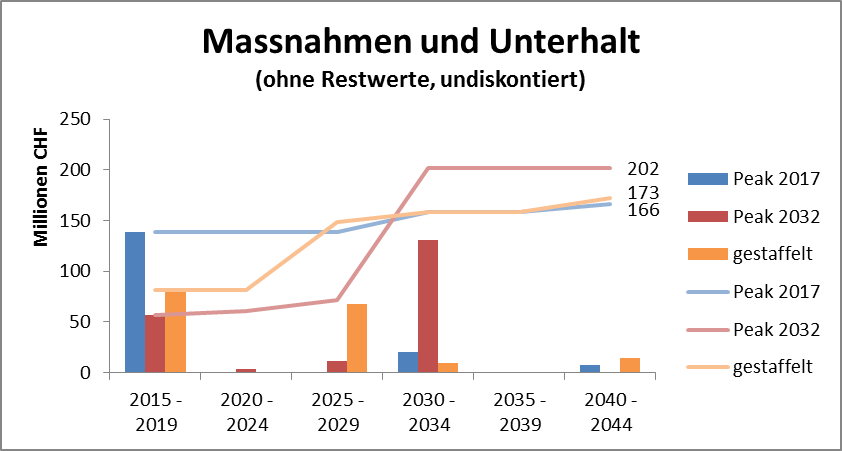 Massnahmen und Unterhalt
(ohne Restwerte, undiskontiert)
Millionen CHF
250
200
150
100
50
0
202
173
166
2015 -
2019
2020 -
2024
2025 -
2029
2030 -
2034
2035 -
2039
2040 -
2044
Peak 2017
Peak 2032
gestaffelt
Peak 2017
Peak 2032
gestaffelt